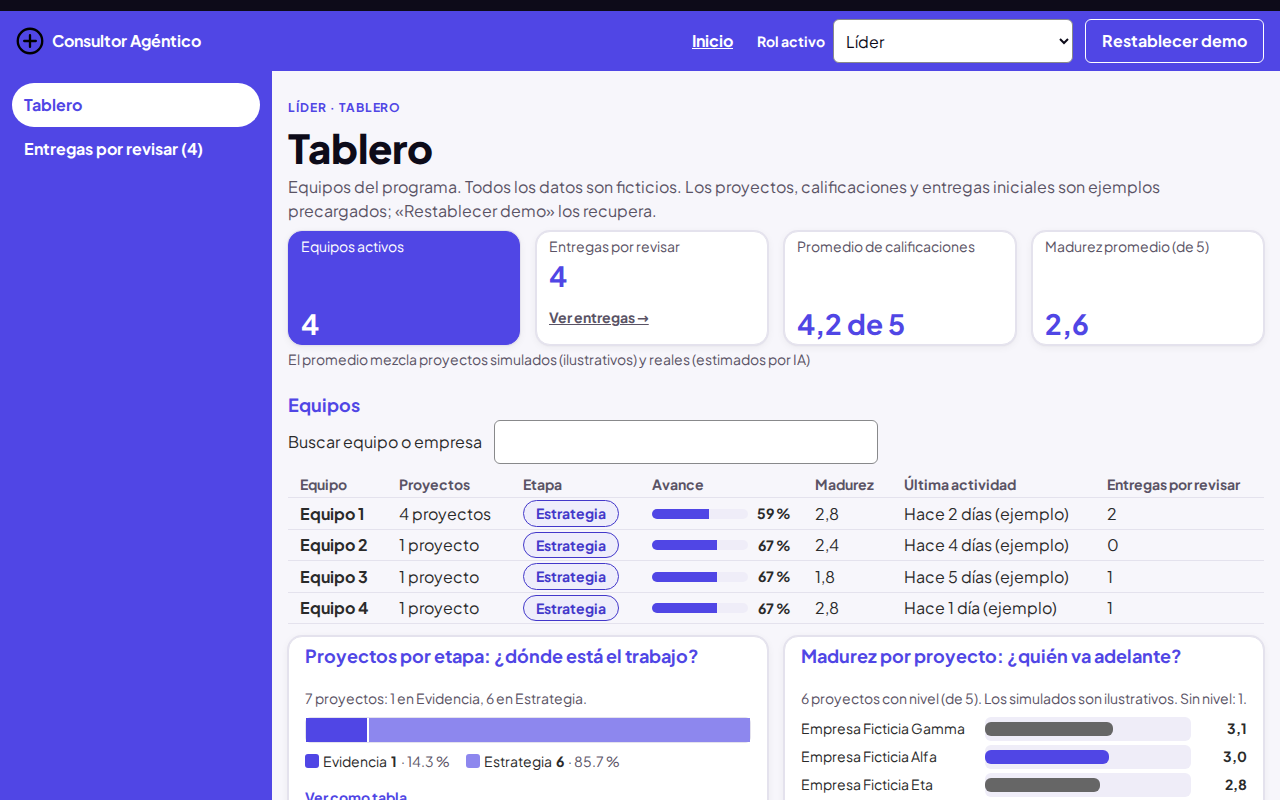 Consultor Agéntico
Inicio
Rol activo
Líder
Restablecer demo
Tablero
Entregas por revisar (4)
LÍDER · TABLERO
Tablero
Equipos del programa. Todos los datos son ficticios. Los proyectos, calificaciones y entregas iniciales son ejemplos
precargados; «Restablecer demo» los recupera.
Equipos activos
4
Entregas por revisar
4
Ver entregas →
Promedio de calificaciones
4,2 de 5
Madurez promedio (de 5)
2,6
El promedio mezcla proyectos simulados (ilustrativos) y reales (estimados por IA)
Equipos
Buscar equipo o empresa
Equipo Proyectos Etapa Avance Madurez Última actividad Entregas por revisar
Equipo 1 4 proyectos Estrategia 59 % 2,8 Hace 2 días (ejemplo) 2
Equipo 2 1 proyecto Estrategia 67 % 2,4 Hace 4 días (ejemplo) 0
Equipo 3 1 proyecto Estrategia 67 % 1,8 Hace 5 días (ejemplo) 1
Equipo 4 1 proyecto Estrategia 67 % 2,8 Hace 1 día (ejemplo) 1
Proyectos por etapa: ¿dónde está el trabajo?
7 proyectos: 1 en Evidencia, 6 en Estrategia.
Evidencia 1 · 14.3 % Estrategia 6 · 85.7 %
Ver como tabla
Madurez por proyecto: ¿quién va adelante?
6 proyectos con nivel (de 5). Los simulados son ilustrativos. Sin nivel: 1.
Empresa Ficticia Gamma 3,1
Empresa Ficticia Alfa 3,0
Empresa Ficticia Eta 2,8